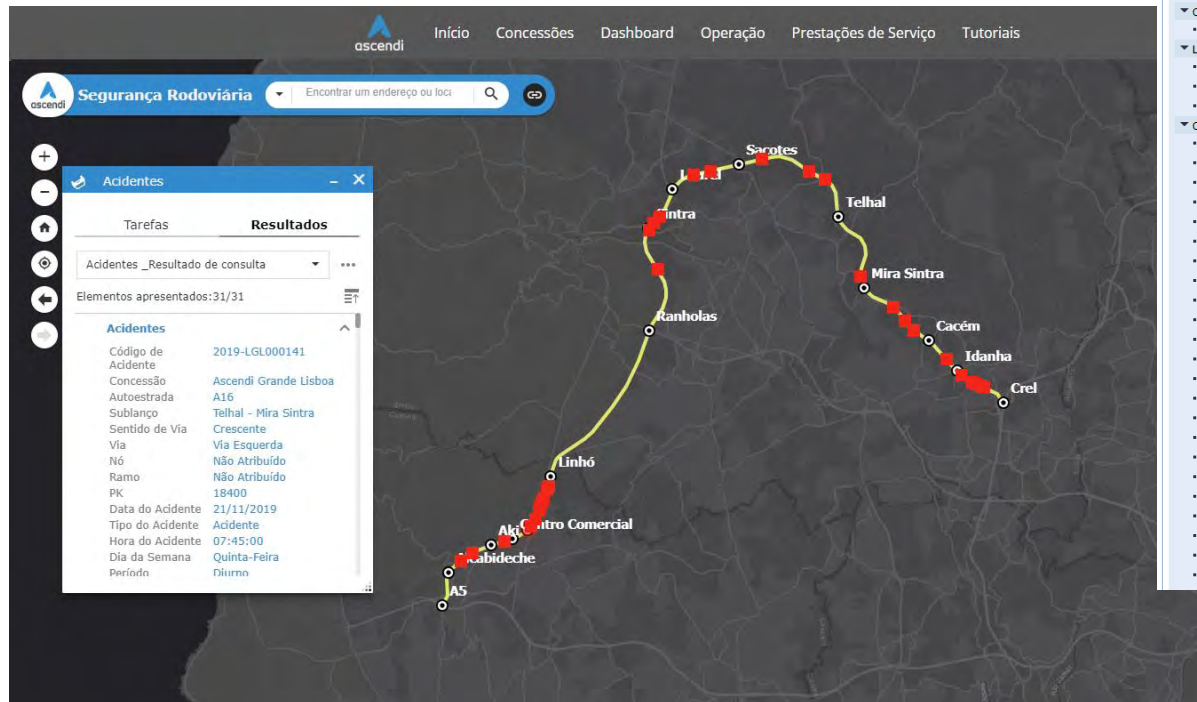 ascendi
Início Concessões Dashboard Operação Prestações de Serviço Tutoriais
ascendi
Segurança Rodoviária
Encontrar um endereço ou loca
Acidentes
Tarefas Resultados
Acidentes _Resultado de consulta
Elementos apresentados:31/31
Acidentes
Código de Acidente 2019-LGL000141
Concessão Ascendi Grande Lisboa
Autoestrada A16
Sublanço Telhal - Mira Sintra
Sentido de Via Crescente
Via Via Esquerda
Nó Não Atribuído
Ramo Não Atribuído
PK 18400
Data do Acidente 21/11/2019
Tipo do Acidente Acidente
Hora do Acidente 07:45:00
Dia da Semana Quinta-Feira
Período Diurno
Sacotes
Telhal
Mira Sintra
Ranholas
Cacém
Idanha
Crel
Linhó
Comercial
A5